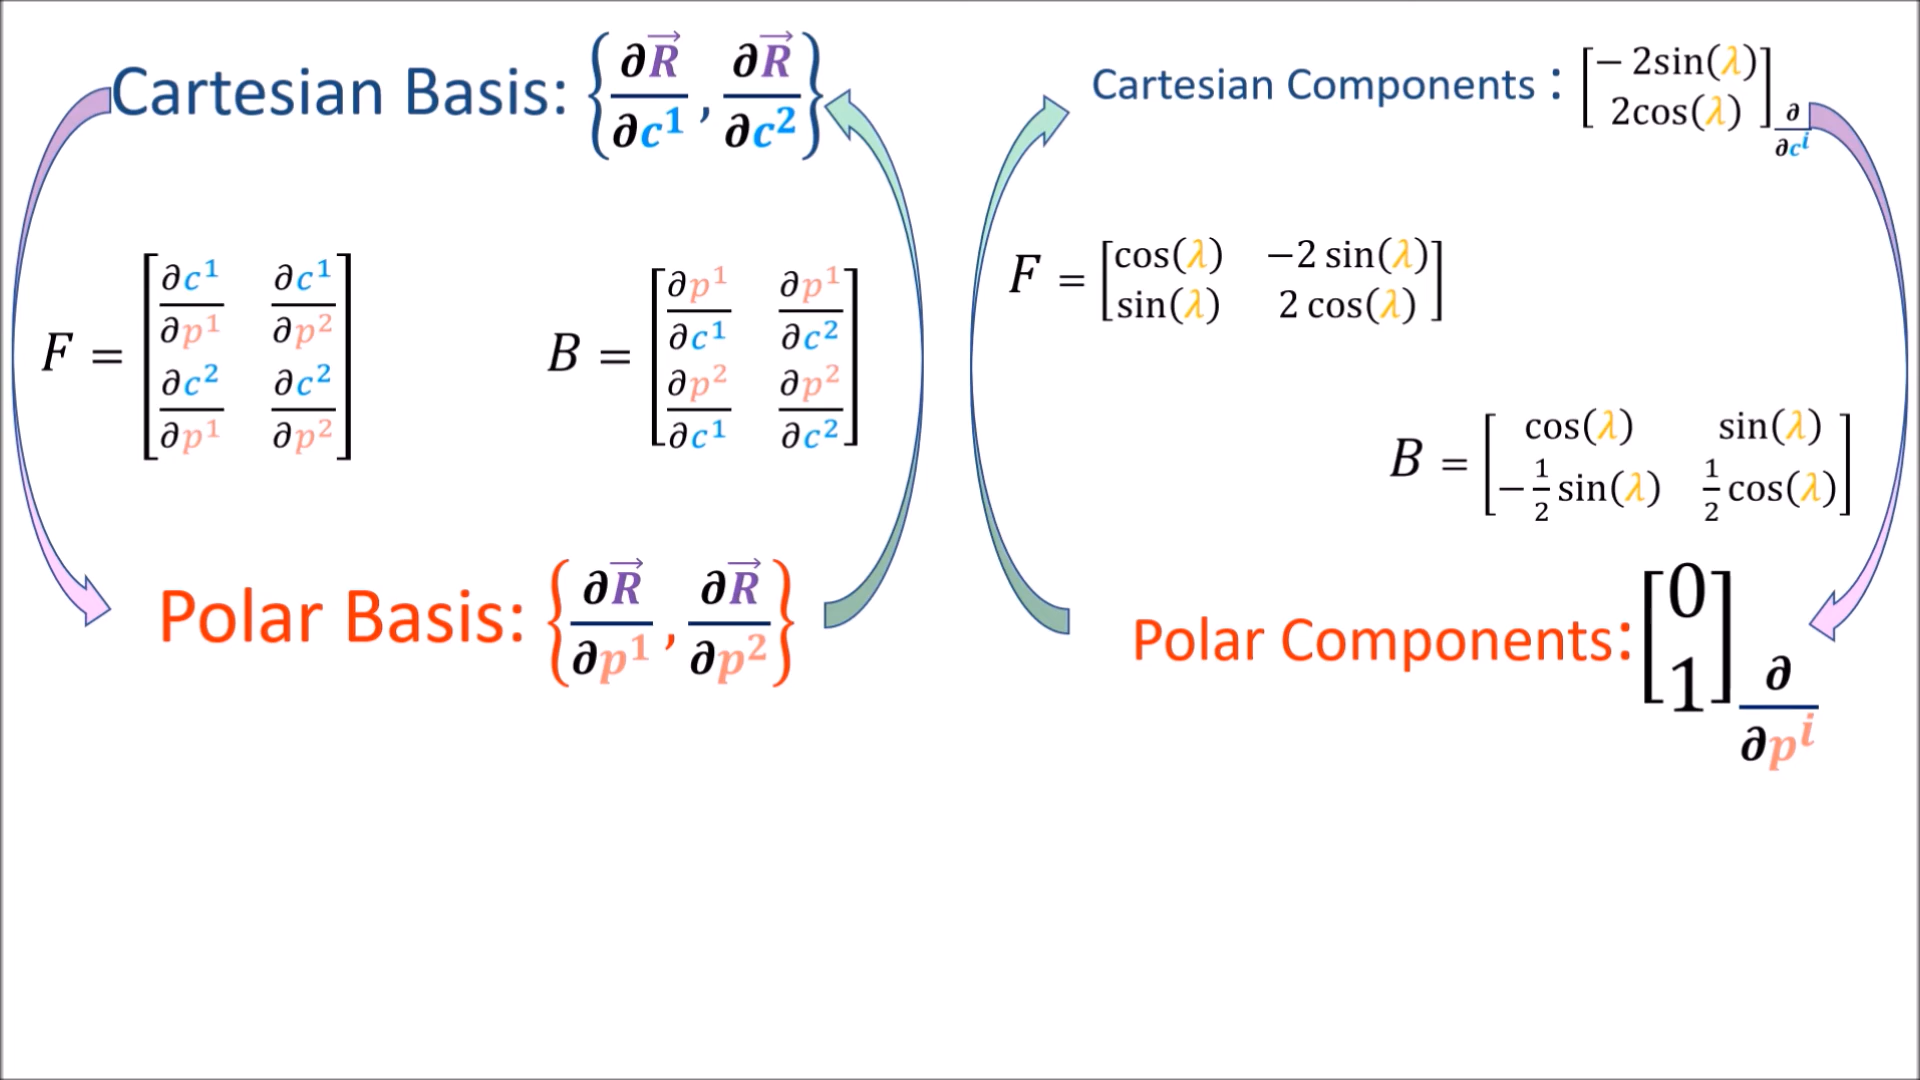 Cartesian Basis: {∂R⃗/∂c¹, ∂R⃗/∂c²}
F = [∂c¹/∂p¹ ∂c¹/∂p²
∂c²/∂p¹ ∂c²/∂p²]
B = [∂p¹/∂c¹ ∂p¹/∂c²
∂p²/∂c¹ ∂p²/∂c²]
Polar Basis: {∂R⃗/∂p¹, ∂R⃗/∂p²}
Cartesian Components : [− 2sin(λ)
2cos(λ)] ∂/∂cⁱ
F = [cos(λ) −2 sin(λ)
sin(λ) 2 cos(λ)]
B = [cos(λ) sin(λ)
−1/2 sin(λ) 1/2 cos(λ)]
Polar Components: [0
1] ∂/∂pⁱ